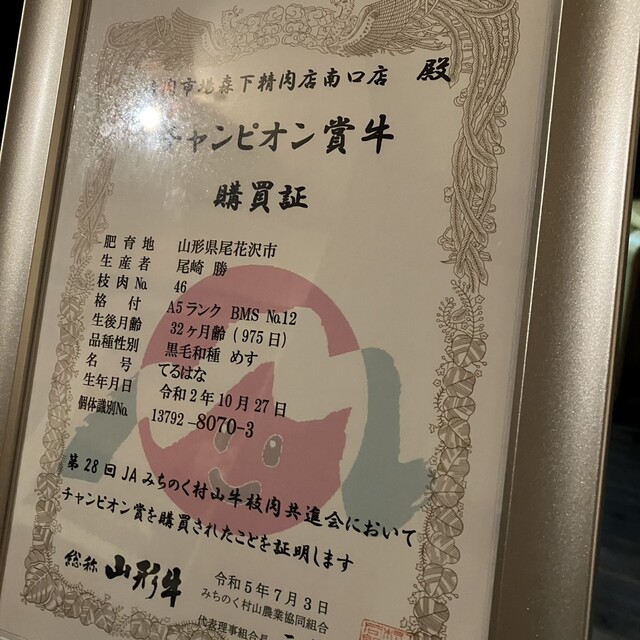 肉市場森下精肉店南口店 殿
チャンピオン賞牛
購買証
肥育地 山形県尾花沢市
生産者 尾崎 勝
枝肉No. 46
格付 A5ランク BMS No.12
生後月齢 32ヶ月齢 (975日)
品種性別 黒毛和種 めす
名号 てるはな
生年月日 令和2年10月27日
個体識別No. 13792-8070-3
第28回JAみちのく村山牛枝肉共進会において
チャンピオン賞を購買されたことを証明します
総称 山形牛
令和5年7月3日
みちのく村山農業協同組合
代表理事組合長